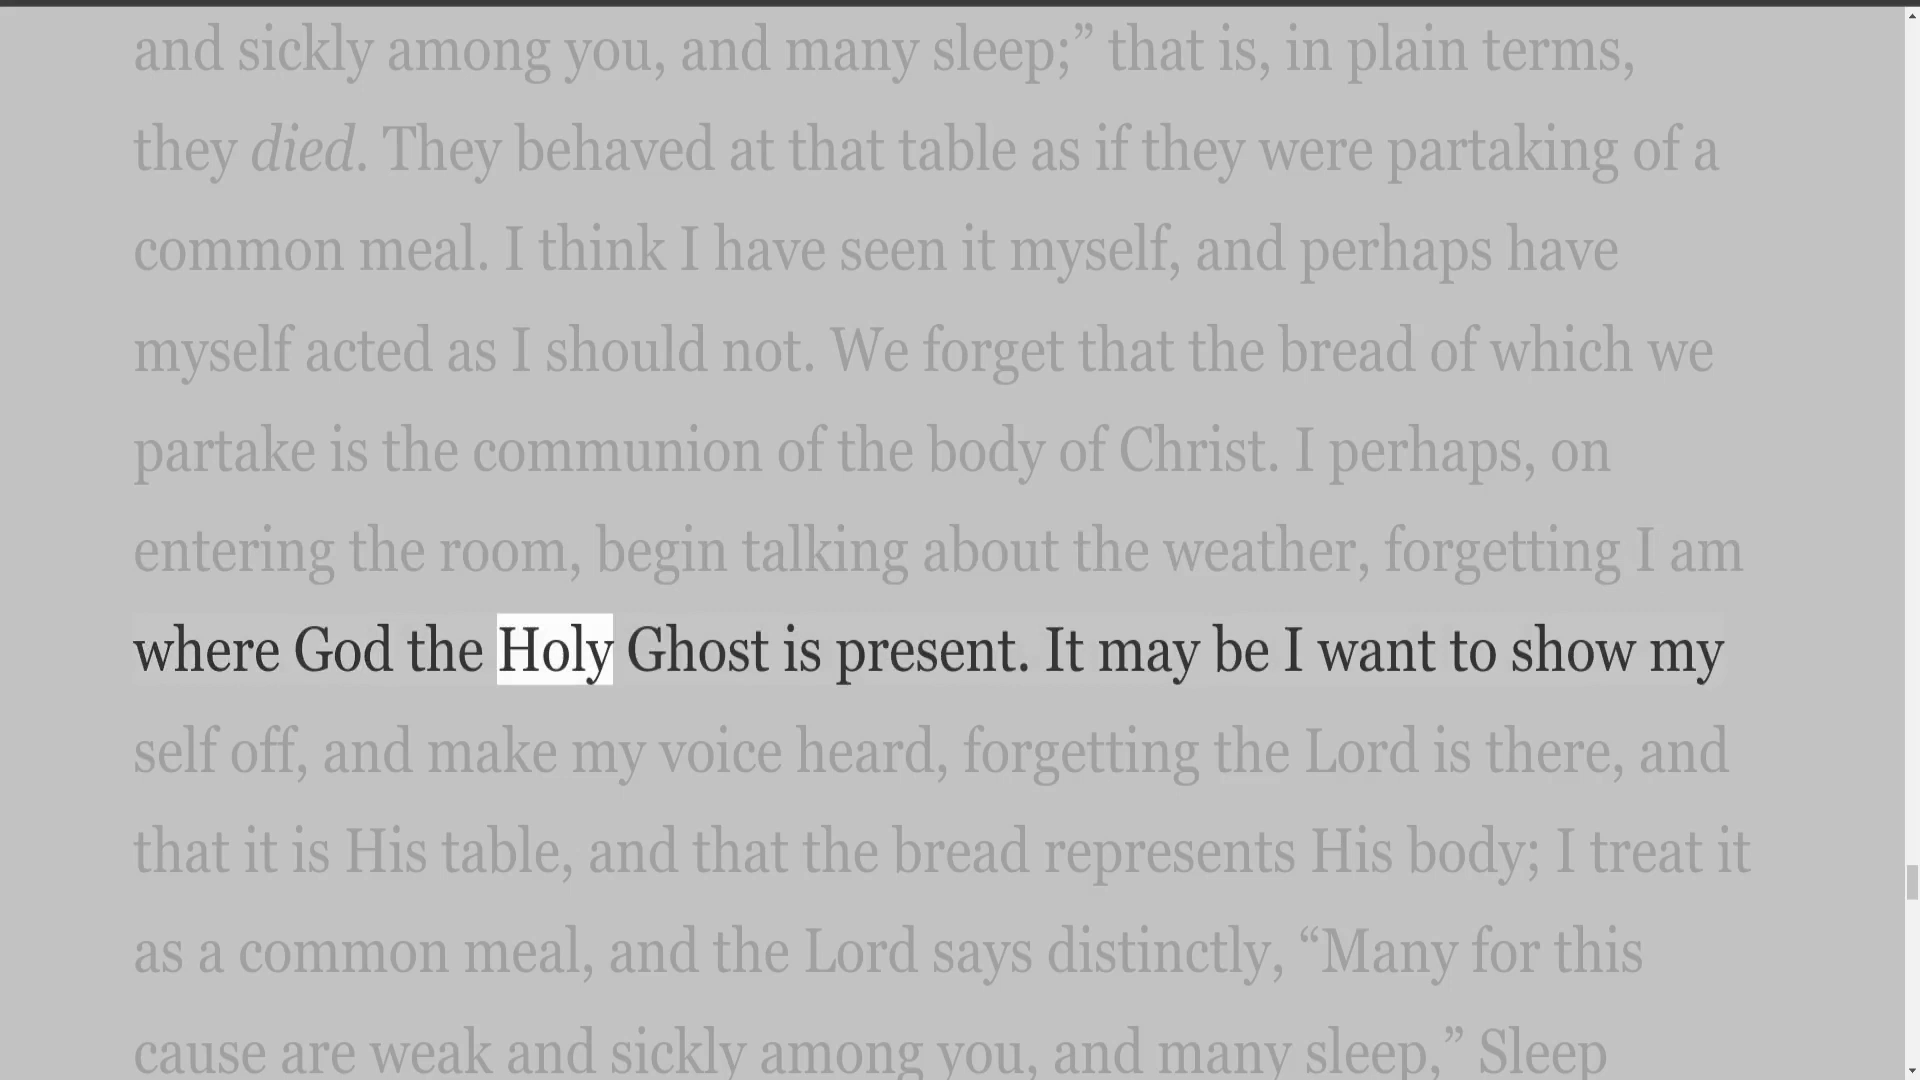 and sickly among you, and many sleep;” that is, in plain terms,
they died. They behaved at that table as if they were partaking of a
common meal. I think I have seen it myself, and perhaps have
myself acted as I should not. We forget that the bread of which we
partake is the communion of the body of Christ. I perhaps, on
entering the room, begin talking about the weather, forgetting I am
where God the Holy Ghost is present. It may be I want to show my
self off, and make my voice heard, forgetting the Lord is there, and
that it is His table, and that the bread represents His body; I treat it
as a common meal, and the Lord says distinctly, “Many for this
cause are weak and sickly among you, and many sleep,” Sleep